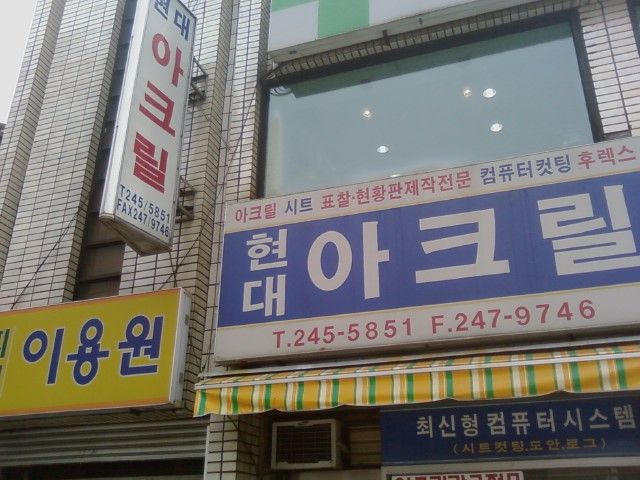 현대
아크릴
T.245/5851
FAX247/9746
아크릴 시트 표찰·현황판제작전문 컴퓨터컷팅 후렉스
현대 아크릴
T.245-5851 F.247-9746
이용원
최신형컴퓨터시스템
(시트컷팅,도안,로그)